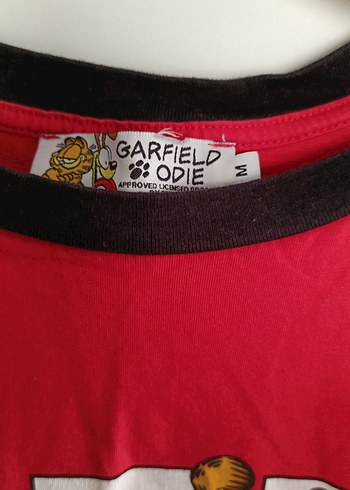 GARFIELD
ODIE
APPROVED LICENSED
M